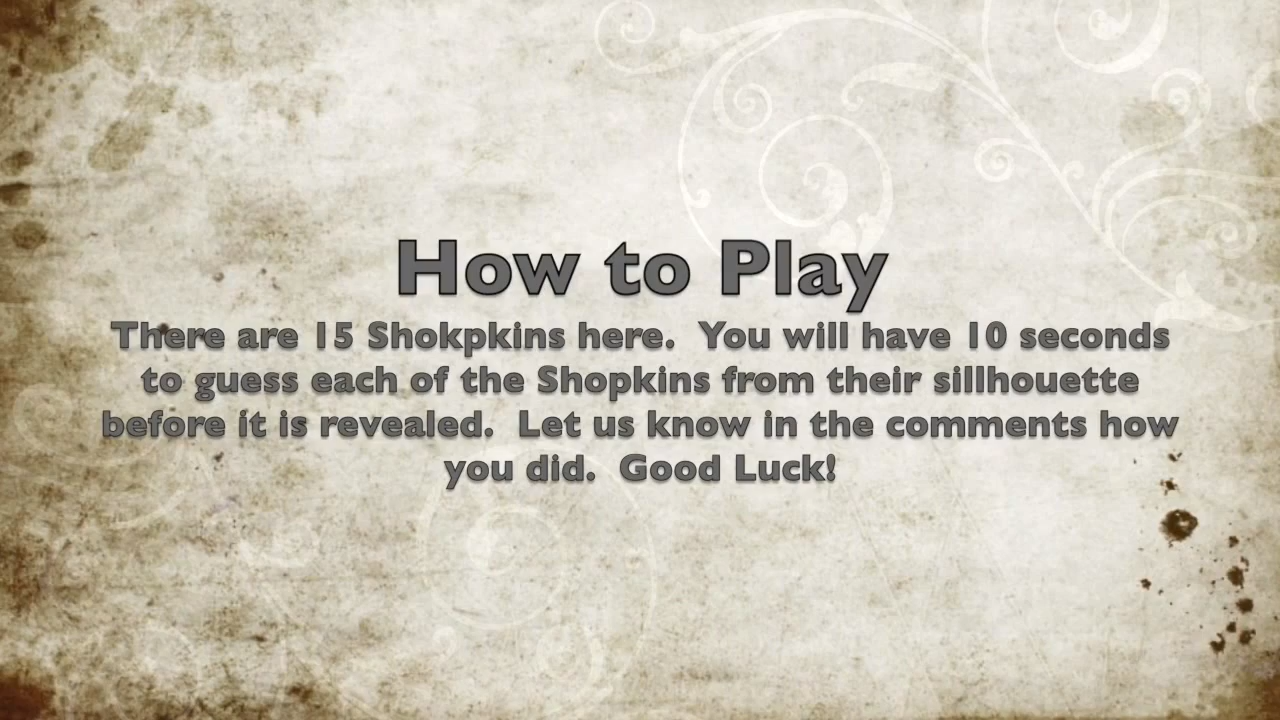 How to Play
There are 15 Shokpkins here.  You will have 10 seconds
to guess each of the Shopkins from their sillhouette
before it is revealed.  Let us know in the comments how
you did.  Good Luck!